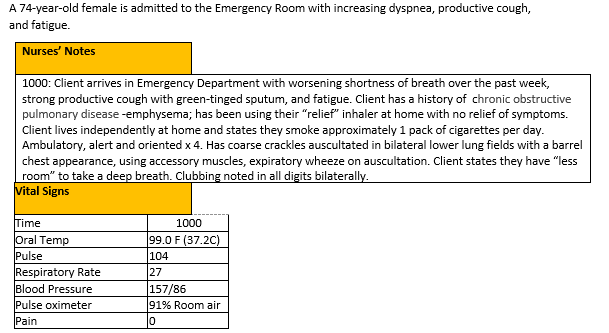 A 74-year-old female is admitted to the Emergency Room with increasing dyspnea, productive cough,
and fatigue.
Nurses’ Notes
1000: Client arrives in Emergency Department with worsening shortness of breath over the past week,
strong productive cough with green-tinged sputum, and fatigue. Client has a history of chronic obstructive
pulmonary disease -emphysema; has been using their “relief” inhaler at home with no relief of symptoms.
Client lives independently at home and states they smoke approximately 1 pack of cigarettes per day.
Ambulatory, alert and oriented x 4. Has coarse crackles auscultated in bilateral lower lung fields with a barrel
chest appearance, using accessory muscles, expiratory wheeze on auscultation. Client states they have “less
room” to take a deep breath. Clubbing noted in all digits bilaterally.
Vital Signs
Time 1000
Oral Temp 99.0 F (37.2C)
Pulse 104
Respiratory Rate 27
Blood Pressure 157/86
Pulse oximeter 91% Room air
Pain 0